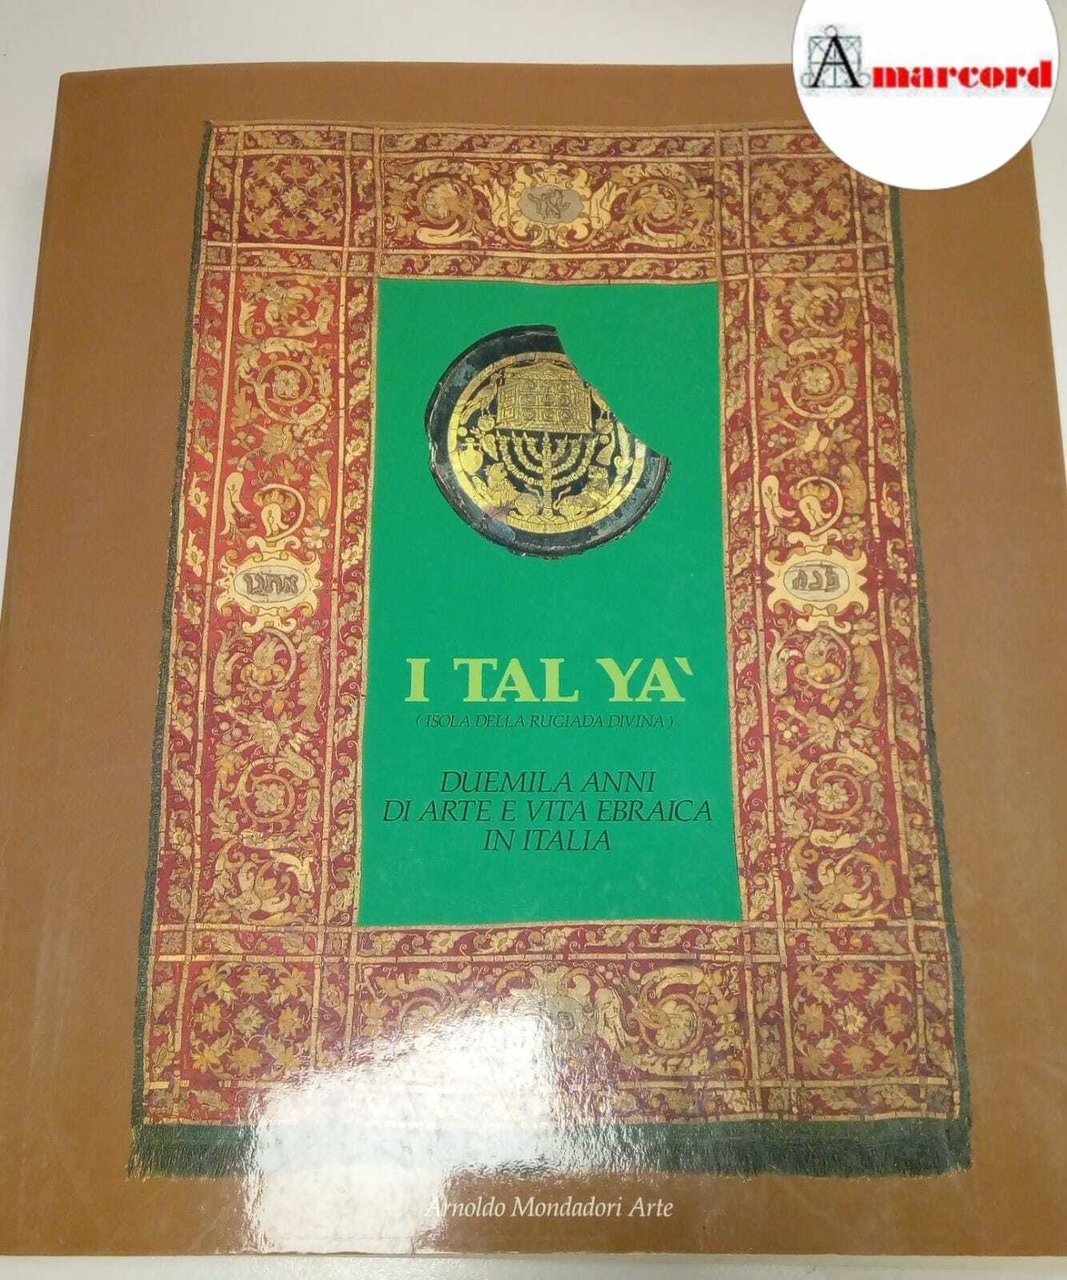 Amarcord
I TAL YA'
(ISOLA DELLA RUGIADA DIVINA)
DUEMILA ANNI
DI ARTE E VITA EBRAICA
IN ITALIA
Arnoldo Mondadori Arte